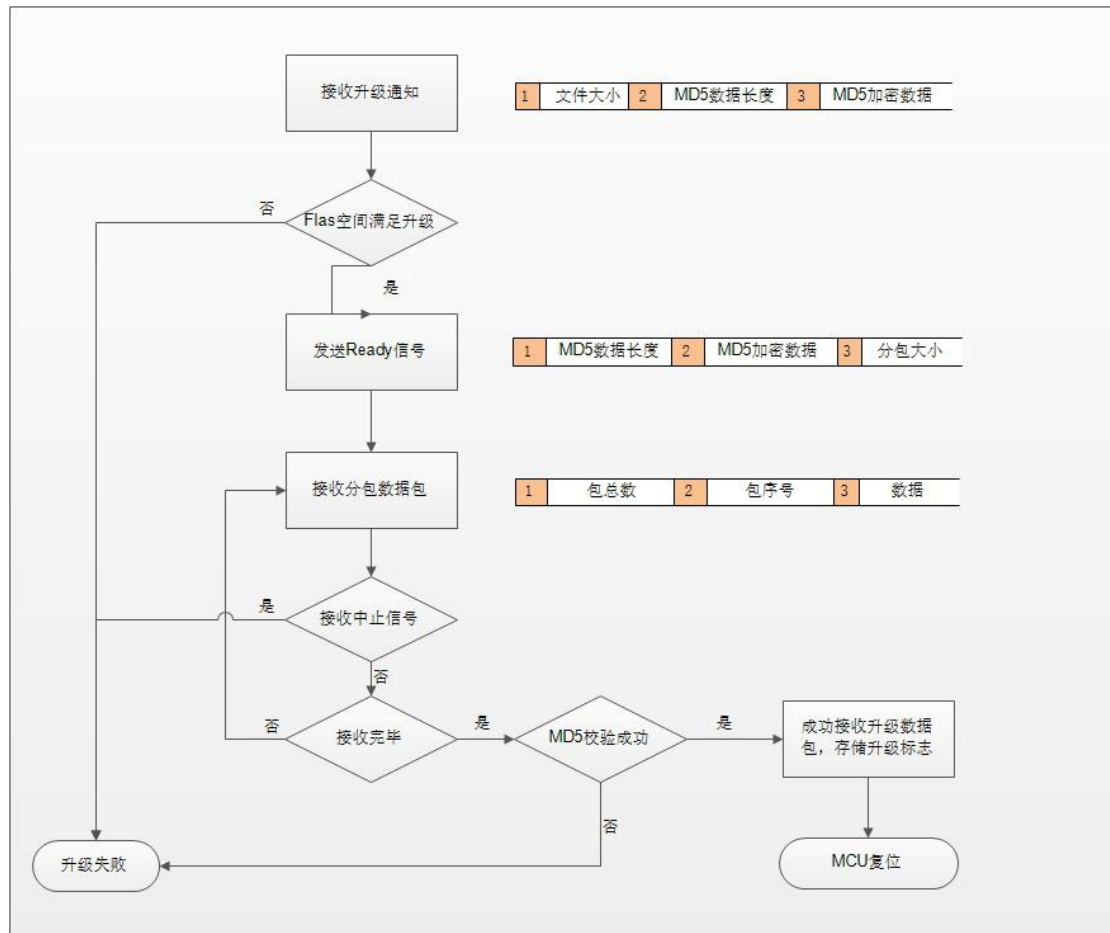 接收升级通知
1 文件大小 2 MD5数据长度 3 MD5加密数据
否
Flas空间满足升级
是
发送Ready信号
1 MD5数据长度 2 MD5加密数据 3 分包大小
接收分包数据包
1 包总数 2 包序号 3 数据
是
接收中止信号
否
否
接收完毕
是
MD5校验成功
是
成功接收升级数据
包，存储升级标志
否
升级失败
MCU复位